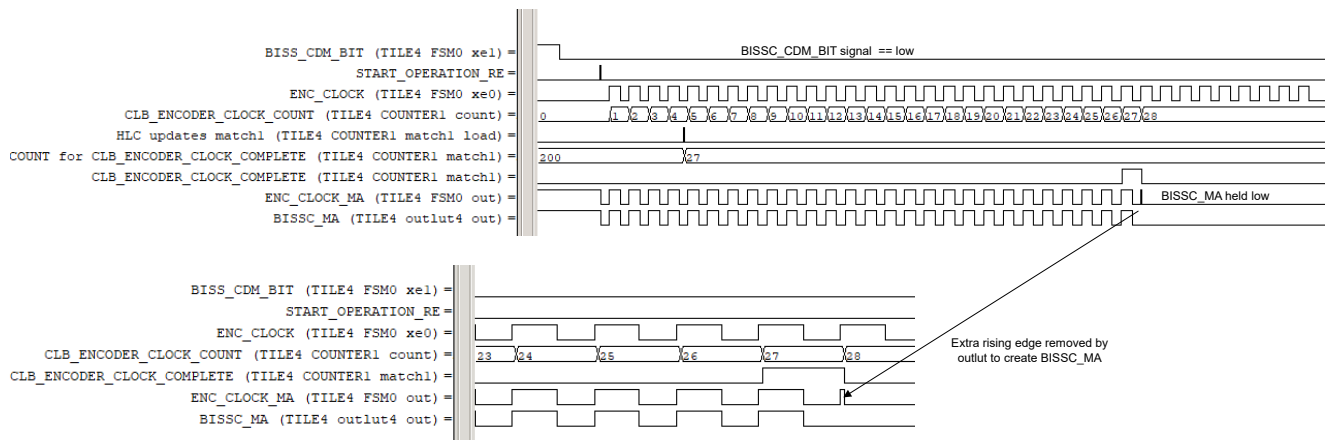 BISS_CDM_BIT (TILE4 FSM0 xe1) =
BISSC_CDM_BIT signal == low
START_OPERATION_RE =
ENC_CLOCK (TILE4 FSM0 xe0) =
CLB_ENCODER_CLOCK_COUNT (TILE4 COUNTER1 count) = 0 1 2 3 4 5 6 7 8 9 10 11 12 13 14 15 16 17 18 19 20 21 22 23 24 25 26 27 28
HLC updates match1 (TILE4 COUNTER1 match1 load) =
COUNT for CLB_ENCODER_CLOCK_COMPLETE (TILE4 COUNTER1 match1) = 200 27
CLB_ENCODER_CLOCK_COMPLETE (TILE4 COUNTER1 match1) =
ENC_CLOCK_MA (TILE4 FSM0 out) =
BISSC_MA held low
BISSC_MA (TILE4 outlut4 out) =
BISS_CDM_BIT (TILE4 FSM0 xe1) =
START_OPERATION_RE =
ENC_CLOCK (TILE4 FSM0 xe0) =
CLB_ENCODER_CLOCK_COUNT (TILE4 COUNTER1 count) = 23 24 25 26 27 28
CLB_ENCODER_CLOCK_COMPLETE (TILE4 COUNTER1 match1) =
ENC_CLOCK_MA (TILE4 FSM0 out) =
BISSC_MA (TILE4 outlut4 out) =
Extra rising edge removed by
outlut to create BISSC_MA